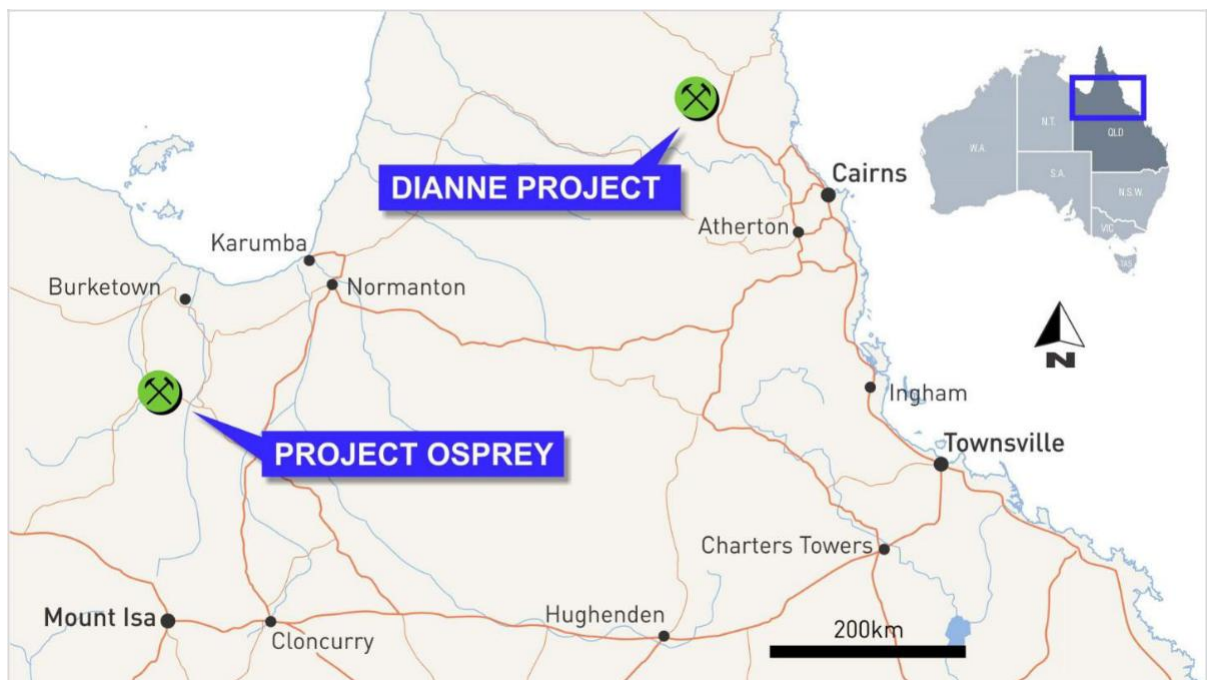 DIANNE PROJECT
Cairns
Atherton
Karumba
Burketown
Normanton
PROJECT OSPREY
Ingham
Townsville
Charters Towers
Mount Isa
Cloncurry
Hughenden
200km
N.T.
QLD
W.A.
S.A.
N.S.W.
VIC
TAS
N